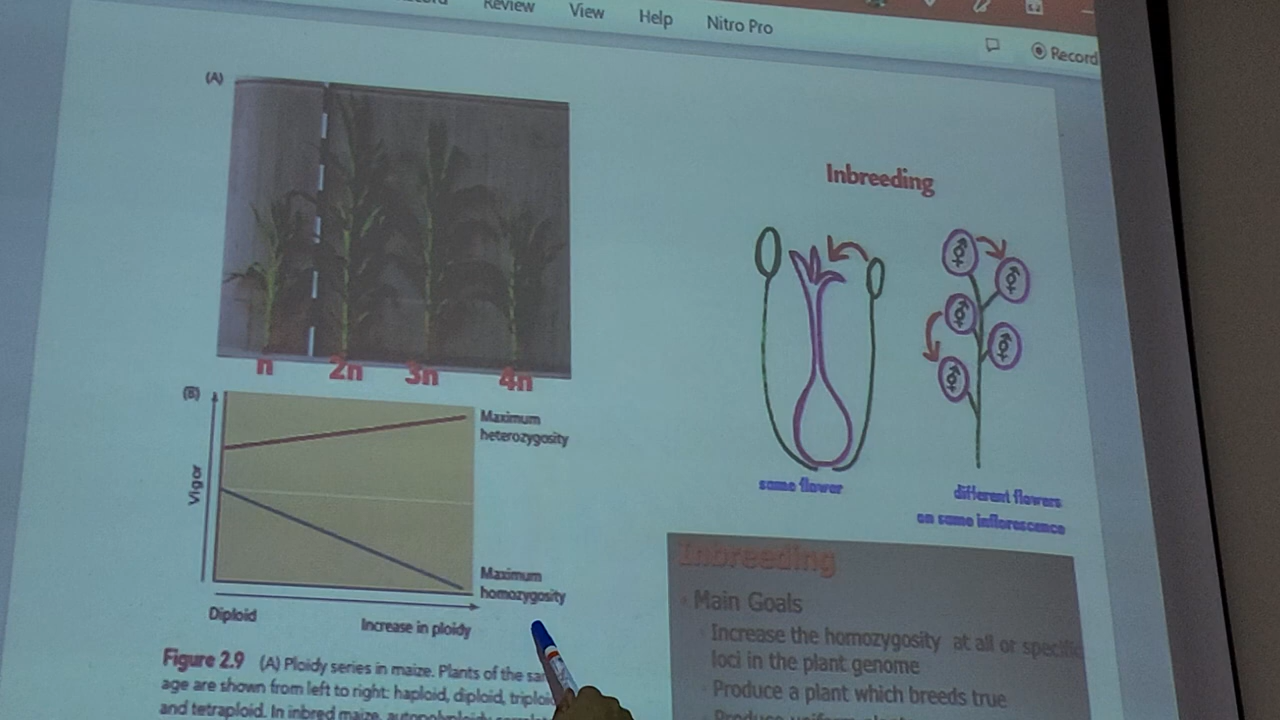 Review View Help Nitro Pro
Record
(A)
n 2n 3n 4n
(B)
Vigor
Maximum
heterozygosity
Maximum
homozygosity
Diploid
Increase in ploidy
Figure 2.9 (A) Ploidy series in maize. Plants of the
age are shown from left to right: haploid, diploid,
and tetraploid. In inbred maize, autopolyploidy
Inbreeding
same flower
different flowers
on same inflorescence
Inbreeding
Main Goals
Increase the homozygosity at all or specific
loci in the plant genome
Produce a plant which breeds true
Produce uniform